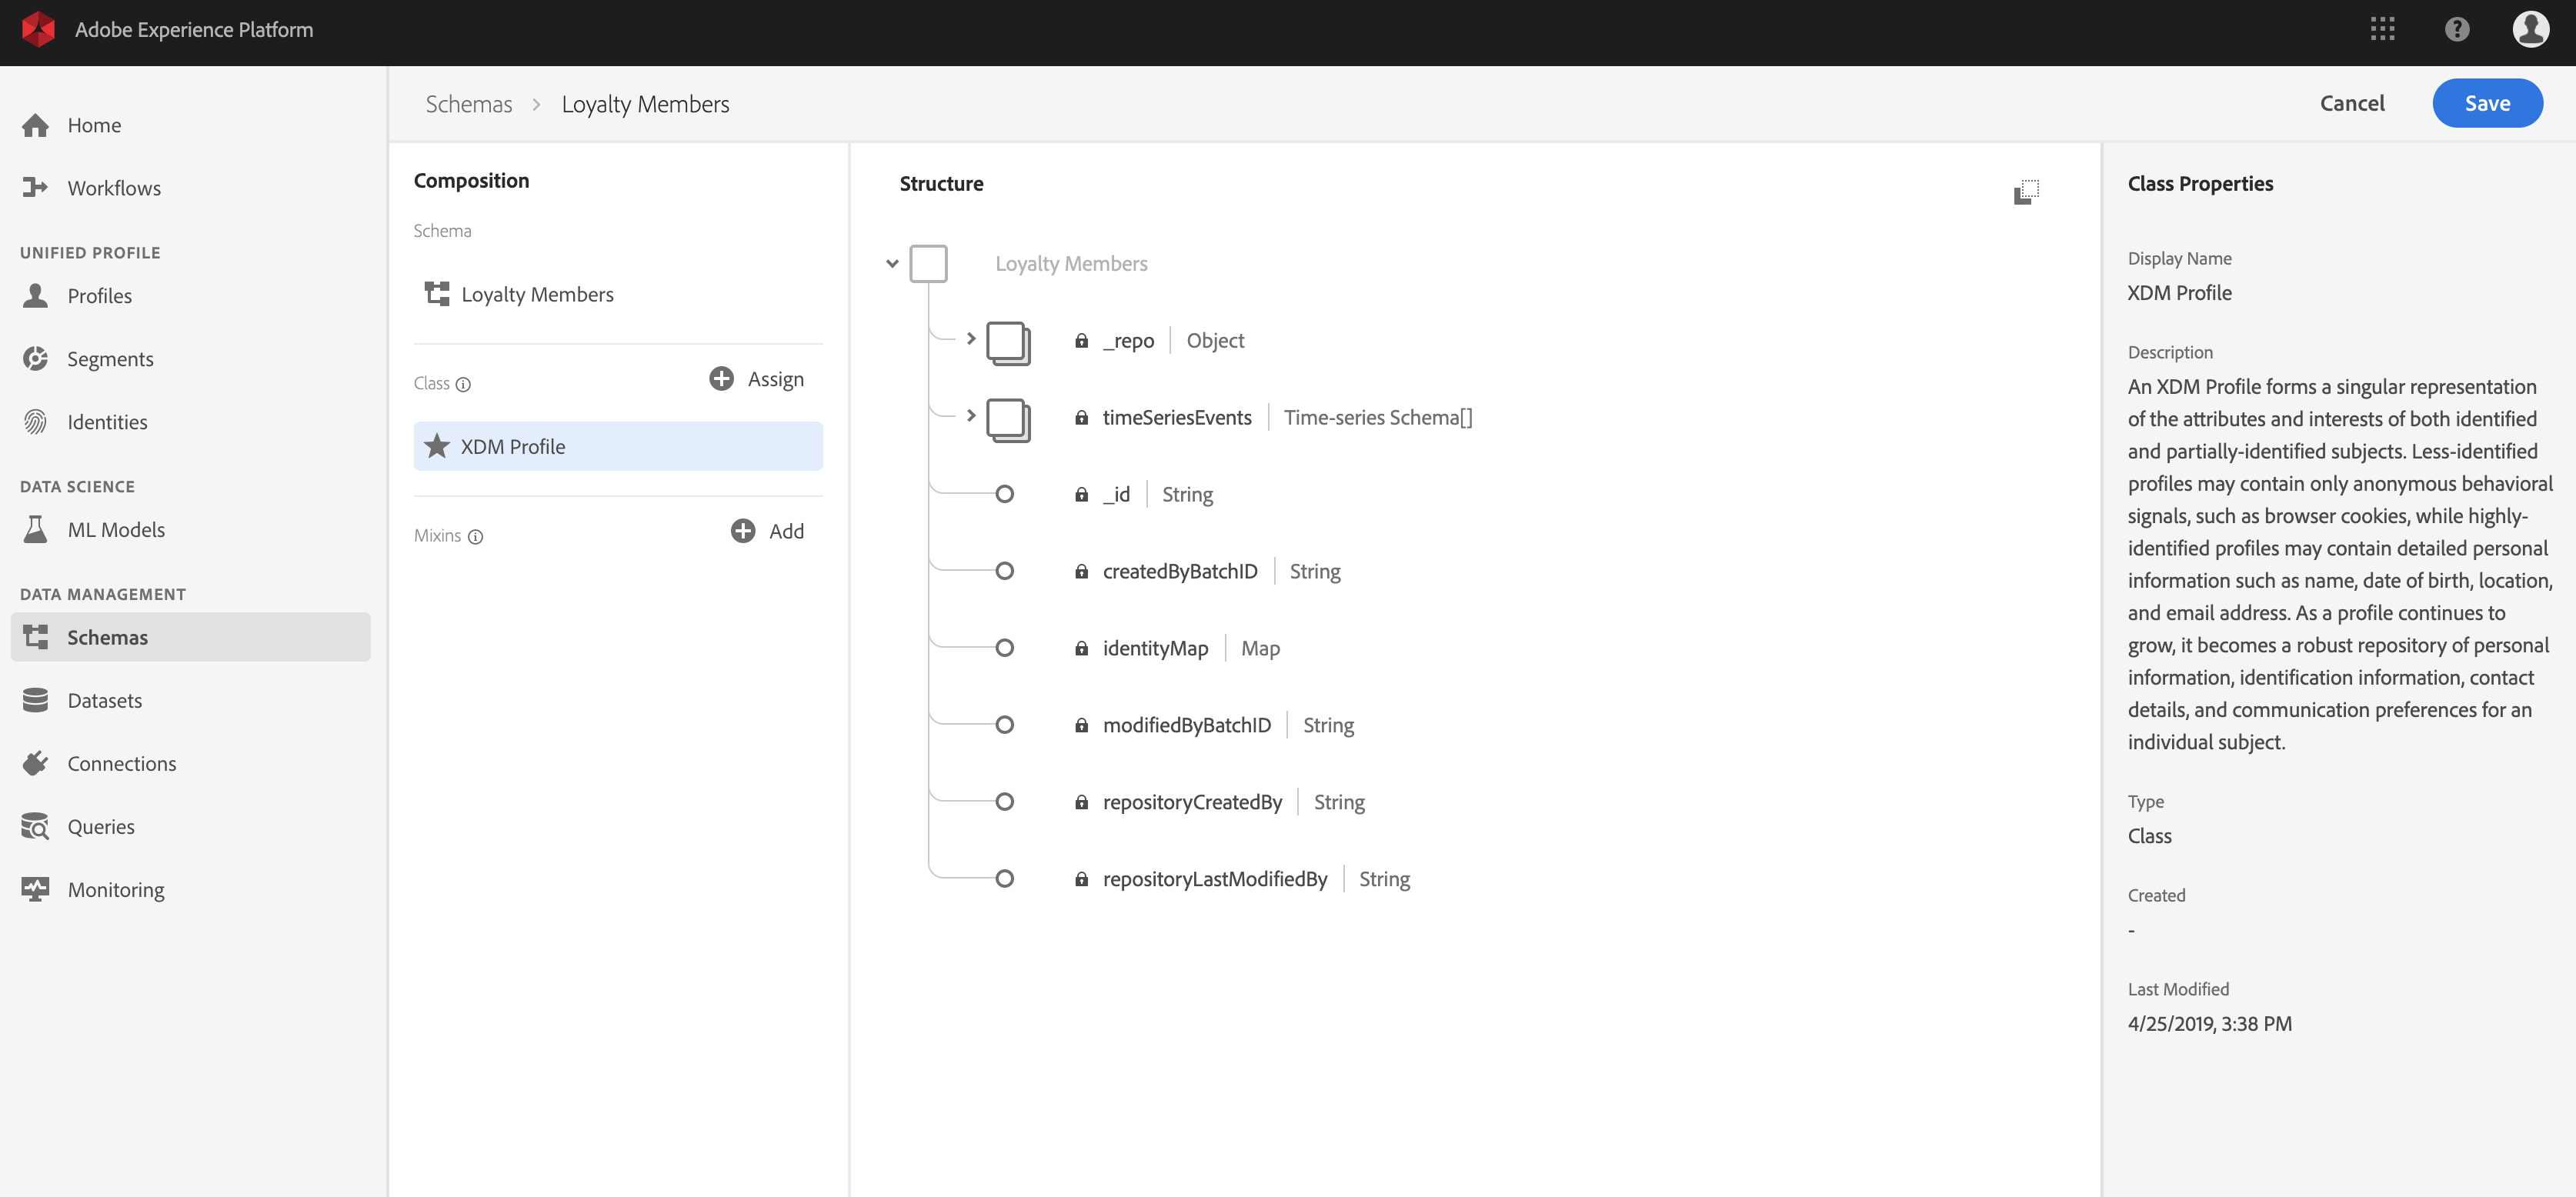 Adobe Experience Platform
Home
Workflows
UNIFIED PROFILE
Profiles
Segments
Identities
DATA SCIENCE
ML Models
DATA MANAGEMENT
Schemas
Datasets
Connections
Queries
Monitoring
Schemas > Loyalty Members
Cancel
Save
Composition
Schema
Loyalty Members
Class
Assign
XDM Profile
Mixins
Add
Structure
Loyalty Members
_repo | Object
timeSeriesEvents | Time-series Schema[]
_id | String
createdByBatchID | String
identityMap | Map
modifiedByBatchID | String
repositoryCreatedBy | String
repositoryLastModifiedBy | String
Class Properties
Display Name
XDM Profile
Description
An XDM Profile forms a singular representation
of the attributes and interests of both identified
and partially-identified subjects. Less-identified
profiles may contain only anonymous behavioral
signals, such as browser cookies, while highly-
identified profiles may contain detailed personal
information such as name, date of birth, location,
and email address. As a profile continues to
grow, it becomes a robust repository of personal
information, identification information, contact
details, and communication preferences for an
individual subject.
Type
Class
Created
-
Last Modified
4/25/2019, 3:38 PM